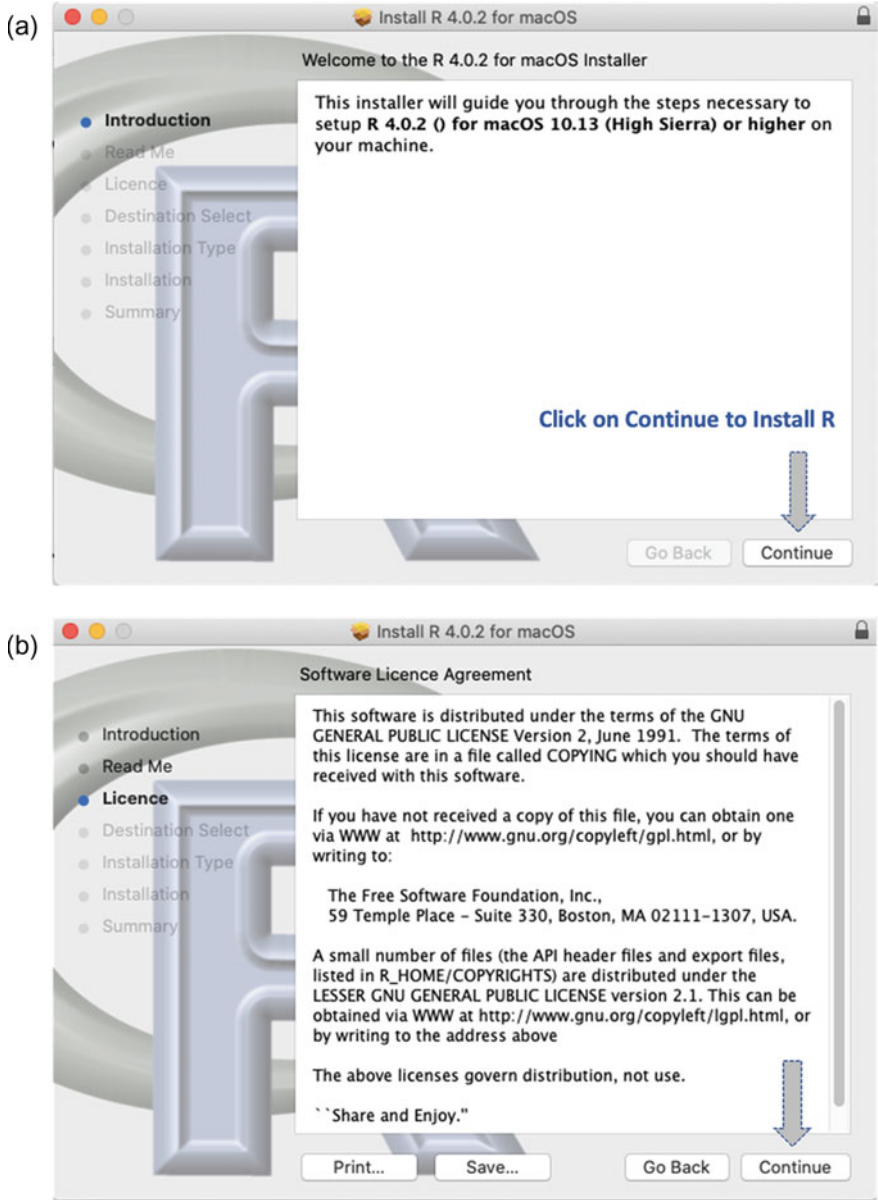 (a)
Install R 4.0.2 for macOS
Welcome to the R 4.0.2 for macOS Installer
Introduction
Read Me
Licence
Destination Select
Installation Type
Installation
Summary
This installer will guide you through the steps necessary to
setup R 4.0.2 () for macOS 10.13 (High Sierra) or higher on
your machine.
Click on Continue to Install R
Go Back
Continue
(b)
Install R 4.0.2 for macOS
Software Licence Agreement
Introduction
Read Me
Licence
Destination Select
Installation Type
Installation
Summary
This software is distributed under the terms of the GNU
GENERAL PUBLIC LICENSE Version 2, June 1991.  The terms of
this license are in a file called COPYING which you should have
received with this software.
If you have not received a copy of this file, you can obtain one
via WWW at  http://www.gnu.org/copyleft/gpl.html, or by
writing to:
The Free Software Foundation, Inc.,
59 Temple Place – Suite 330, Boston, MA 02111–1307, USA.
A small number of files (the API header files and export files,
listed in R_HOME/COPYRIGHTS) are distributed under the
LESSER GNU GENERAL PUBLIC LICENSE version 2.1. This can be
obtained via WWW at http://www.gnu.org/copyleft/lgpl.html, or
by writing to the address above
The above licenses govern distribution, not use.
``Share and Enjoy."
Print...
Save...
Go Back
Continue